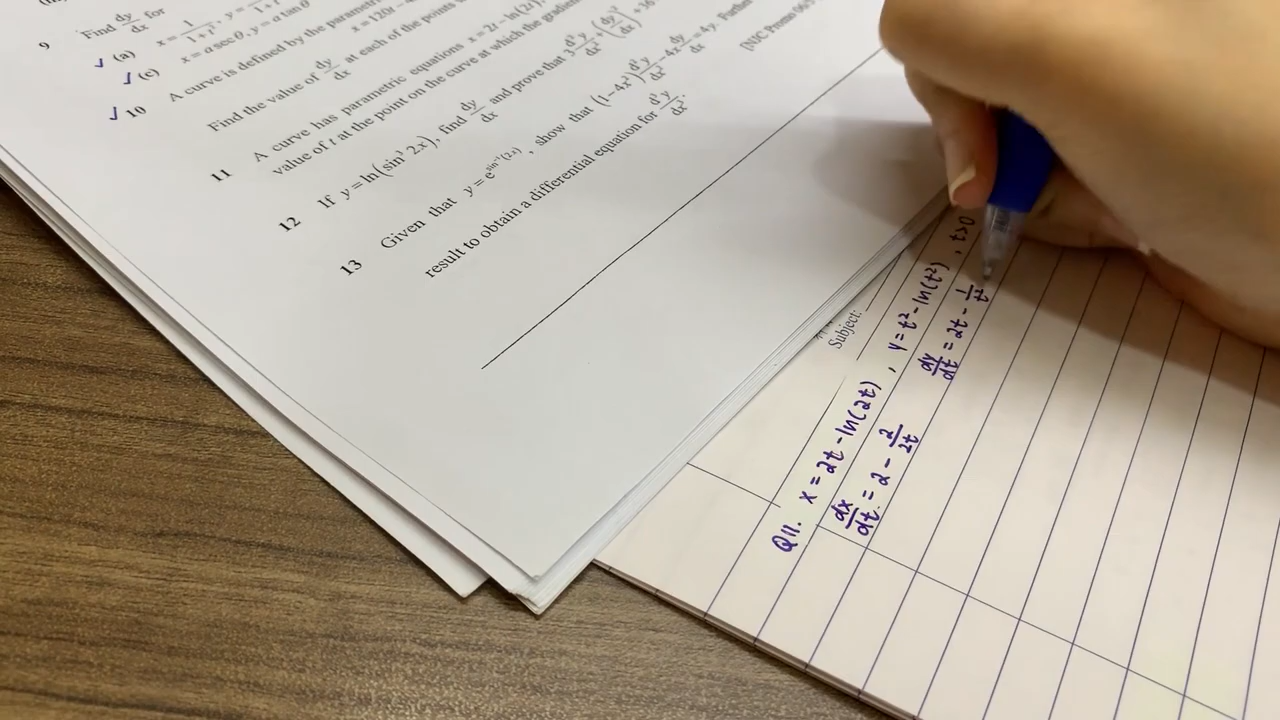 9 Find dy/dx for
✓ (a) x = 1/(1+t²), y =
✓ (c) x = a sec θ, y = a tan θ
✓ 10 A curve is defined by the parametric
x = 120t −
Find the value of dy/dx at each of the points
11 A curve has parametric equations x = 2t − ln(2t),
value of t at the point on the curve at which the gradient
12 If y = ln(sin³ 2x), find dy/dx and prove that 3 d²y/dx² + (dy/dx)² + 36
13 Given that y = e^(sin⁻¹(2x)), show that (1−4x²) d²y/dx² − 4x dy/dx = 4y. Further
result to obtain a differential equation for d³y/dx³.
[NJC Promo 06/
Subject:
Q11. x = 2t - ln(2t) , y = t² - ln(t²) , t>0
dx/dt = 2 - 2/2t dy/dt = 2t - 1/t²